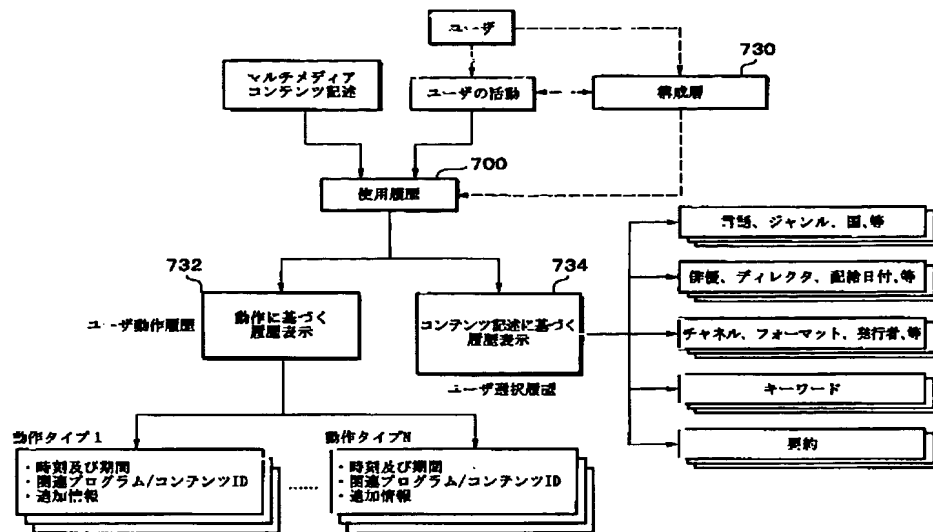 ユーザ
730
マルチメディア
コンテンツ記述
ユーザの活動
構成層
700
使用履歴
言語、ジャンル、国、等
732
734
俳優、ディレクタ、配給日付、等
ユーザ動作履歴
動作に基づく
履歴表示
コンテンツ記述に基づく
履歴表示
チャネル、フォーマット、発行者、等
ユーザ選択履歴
キーワード
要約
動作タイプ1
動作タイプN
・時刻及び期間
・関連プログラム/コンテンツID
・追加情報
......
・時刻及び期間
・関連プログラム/コンテンツID
・追加情報